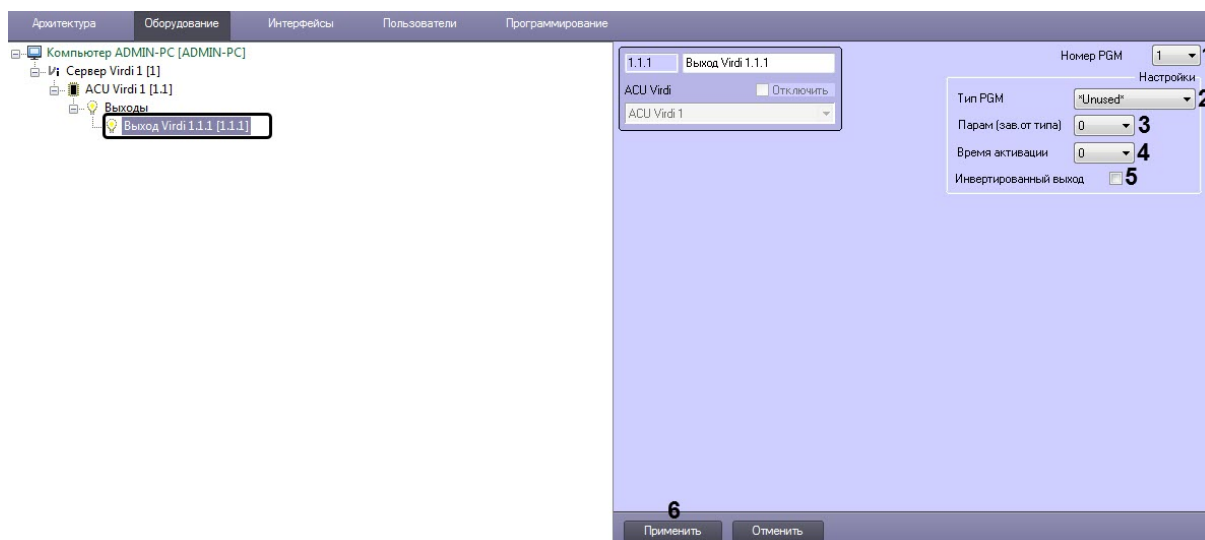 Архитектура Оборудование Интерфейсы Пользователи Программирование
Компьютер ADMIN-PC [ADMIN-PC]
Сервер Virdi 1 [1]
ACU Virdi 1 [1.1]
Выходы
Выход Virdi 1.1.1 [1.1.1]
1.1.1 Выход Virdi 1.1.1
ACU Virdi Отключить
ACU Virdi 1
Номер PGM 1
Настройки
Тип PGM *Unused* 2
Парам (зав.от типа) 0 3
Время активации 0 4
Инвертированный выход 5
6
Применить Отменить